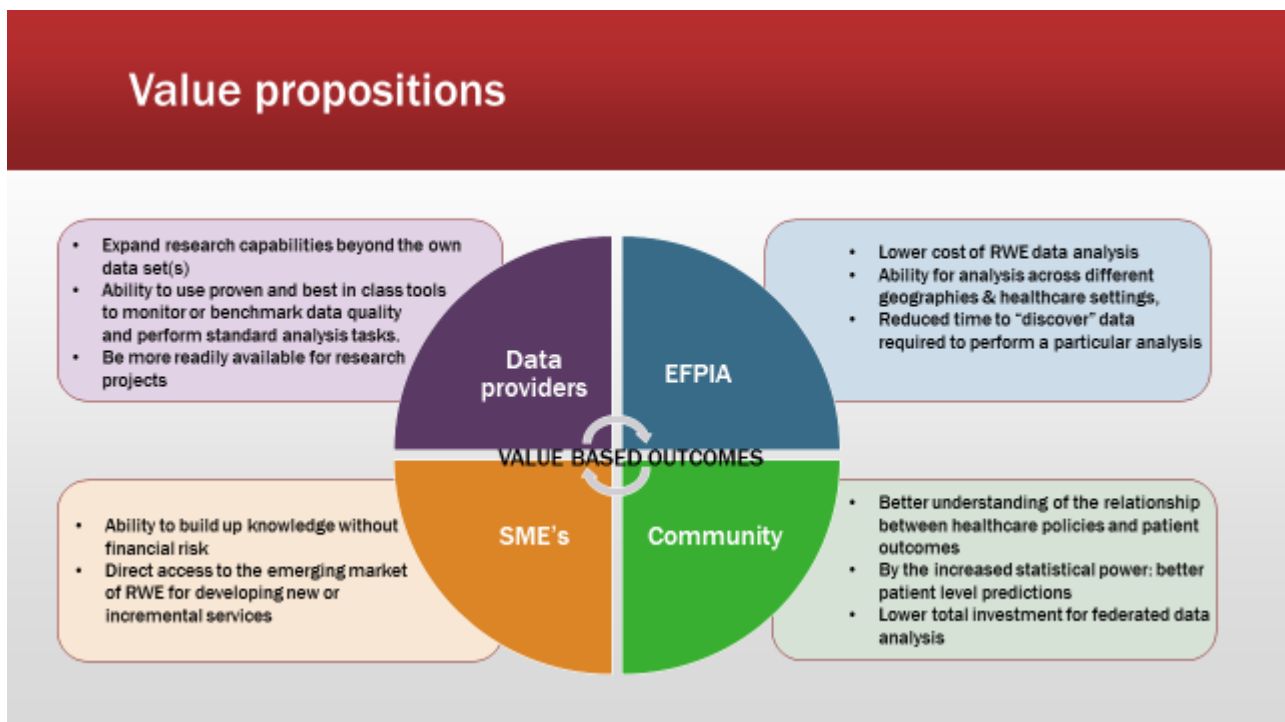 Value propositions
• Expand research capabilities beyond the own
data set(s)
• Ability to use proven and best in class tools
to monitor or benchmark data quality
and perform standard analysis tasks.
• Be more readily available for research
projects
• Lower cost of RWE data analysis
• Ability for analysis across different
geographies & healthcare settings,
• Reduced time to “discover” data
required to perform a particular analysis
Data
providers
EFPIA
VALUE BASED OUTCOMES
SME’s
Community
• Ability to build up knowledge without
financial risk
• Direct access to the emerging market
of RWE for developing new or
incremental services
• Better understanding of the relationship
between healthcare policies and patient
outcomes
• By the increased statistical power: better
patient level predictions
• Lower total investment for federated data
analysis